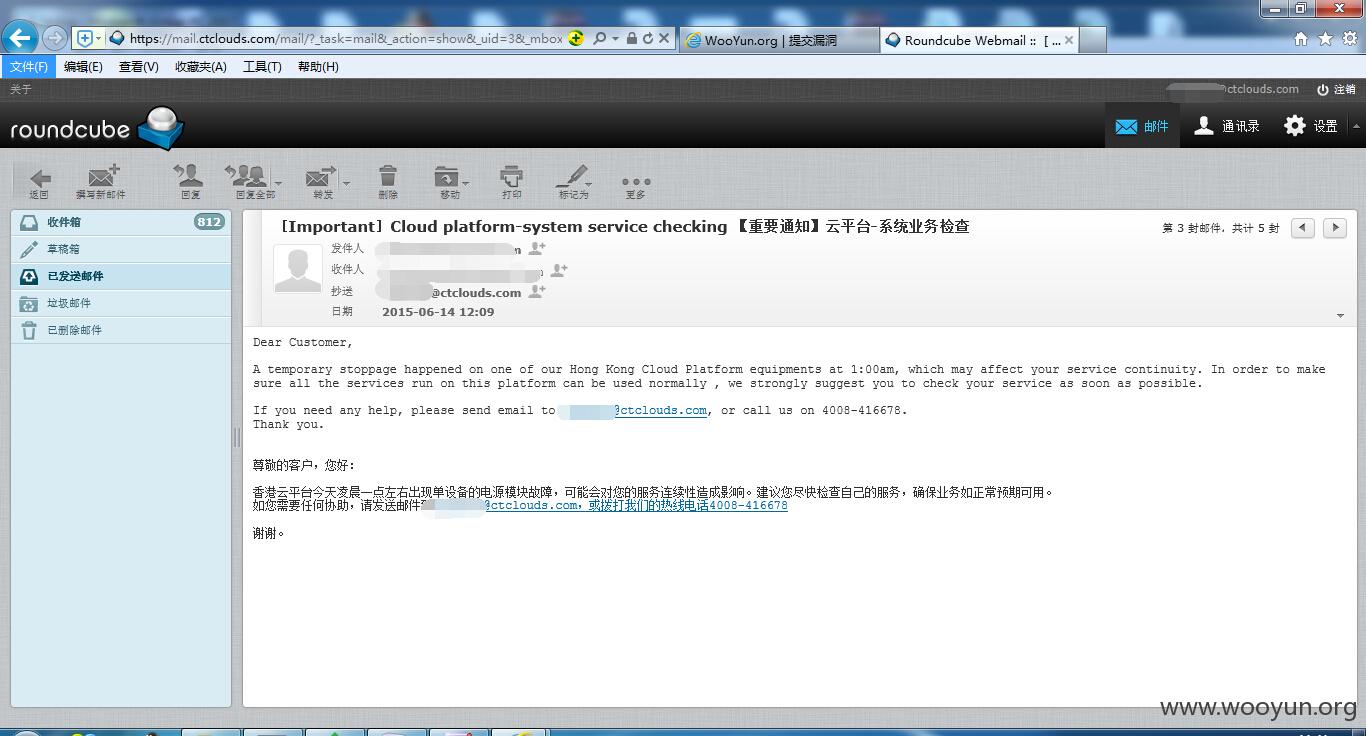 https://mail.ctclouds.com/mail/?_task=mail&_action=show&_uid=3&_mbox
WooYun.org | 提交漏洞
Roundcube Webmail :: [ ...
文件(F) 编辑(E) 查看(V) 收藏夹(A) 工具(T) 帮助(H)
关于
@ctclouds.com
注销
roundcube
邮件
通讯录
设置
返回
撰写新邮件
回复
回复全部
转发
删除
移动
打印
标记为
更多
收件箱 812
草稿箱
已发送邮件
垃圾邮件
已删除邮件
[Important] Cloud platform-system service checking 【重要通知】云平台-系统业务检查
第 3 封邮件，共计 5 封
发件人
收件人
抄送 @ctclouds.com
日期 2015-06-14 12:09
Dear Customer,
A temporary stoppage happened on one of our Hong Kong Cloud Platform equipments at 1:00am, which may affect your service continuity. In order to make
sure all the services run on this platform can be used normally , we strongly suggest you to check your service as soon as possible.
If you need any help, please send email to @ctclouds.com, or call us on 4008-416678.
Thank you.
尊敬的客户，您好：
香港云平台今天凌晨一点左右出现单设备的电源模块故障，可能会对您的服务连续性造成影响。建议您尽快检查自己的服务，确保业务如正常预期可用。
如您需要任何协助，请发送邮件到 @ctclouds.com，或拨打我们的热线电话4008-416678
谢谢。
www.wooyun.org